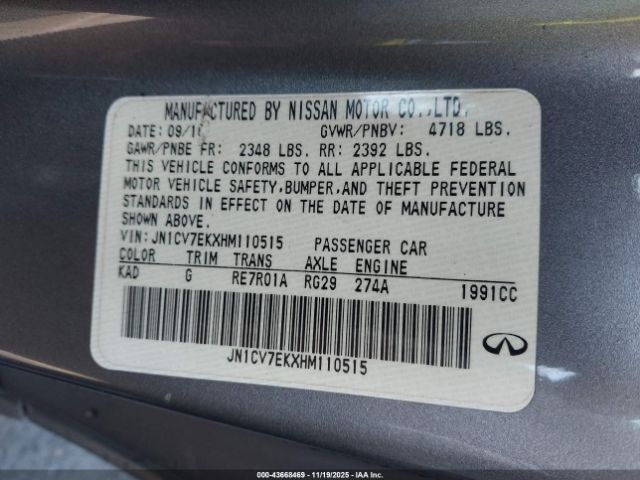 MANUFACTURED BY NISSAN MOTOR CO.,LTD.
DATE: 09/16 GVWR/PNBV: 4718 LBS.
GAWR/PNBE FR: 2348 LBS. RR: 2392 LBS.
THIS VEHICLE CONFORMS TO ALL APPLICABLE FEDERAL
MOTOR VEHICLE SAFETY,BUMPER,AND THEFT PREVENTION
STANDARDS IN EFFECT ON THE DATE OF MANUFACTURE
SHOWN ABOVE.
VIN:JN1CV7EKXHM110515 PASSENGER CAR
COLOR TRIM TRANS AXLE ENGINE
KAD G RE7R01A RG29 274A 1991CC
JN1CV7EKXHM110515
000-43668469 - 11/19/2025 - IAA Inc.